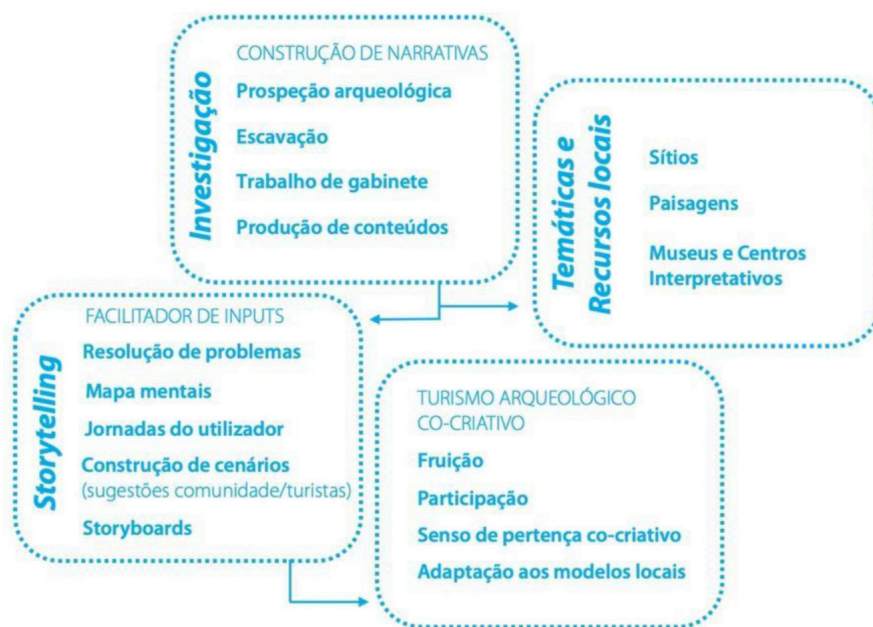 Investigação
CONSTRUÇÃO DE NARRATIVAS
Prospeção arqueológica
Escavação
Trabalho de gabinete
Produção de conteúdos
Temáticas e
Recursos locais
Sítios
Paisagens
Museus e Centros
Interpretativos
Storytelling
FACILITADOR DE INPUTS
Resolução de problemas
Mapa mentais
Jornadas do utilizador
Construção de cenários
(sugestões comunidade/turistas)
Storyboards
TURISMO ARQUEOLÓGICO
CO-CRIATIVO
Fruição
Participação
Senso de pertença co-criativo
Adaptação aos modelos locais